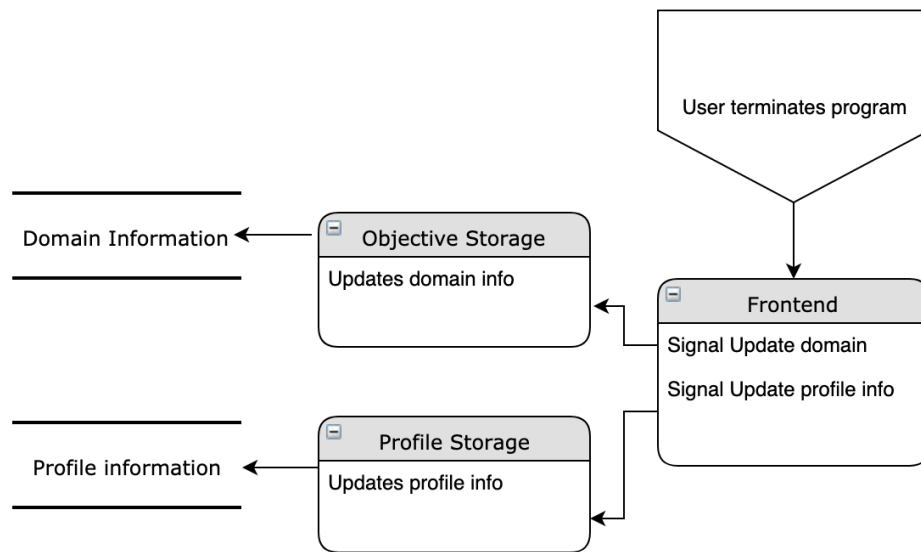 User terminates program
Domain Information
Objective Storage
Updates domain info
Frontend
Signal Update domain
Signal Update profile info
Profile information
Profile Storage
Updates profile info